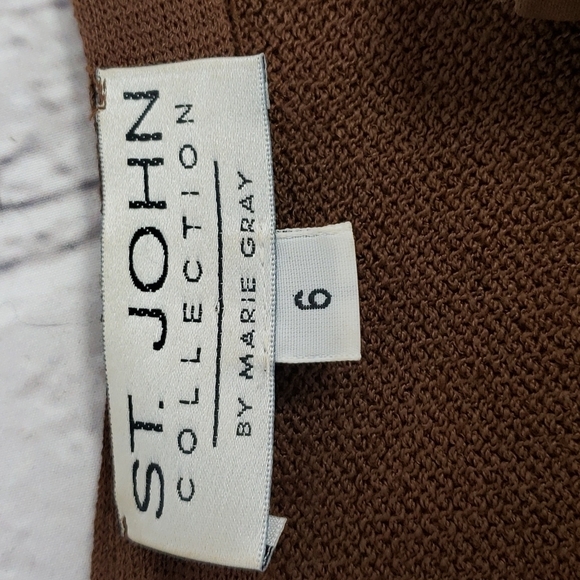 ST. JOHN
COLLECTION
BY MARIE GRAY
6